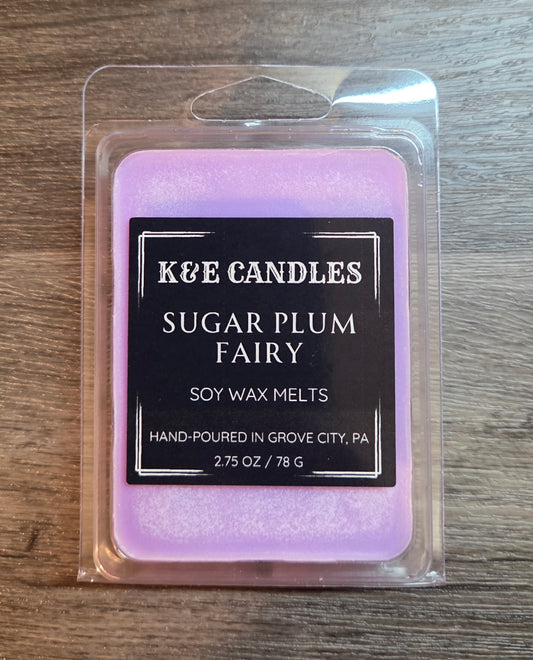 K&E CANDLES
SUGAR PLUM
FAIRY
SOY WAX MELTS
HAND-POURED IN GROVE CITY, PA
2.75 OZ / 78 G